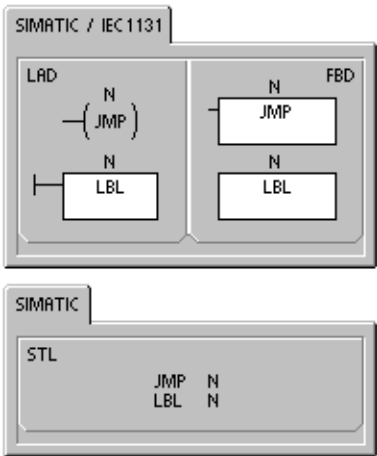 SIMATIC / IEC1131
LAD
N
JMP
N
LBL
FBD
N
JMP
N
LBL
SIMATIC
STL
JMP N
LBL N